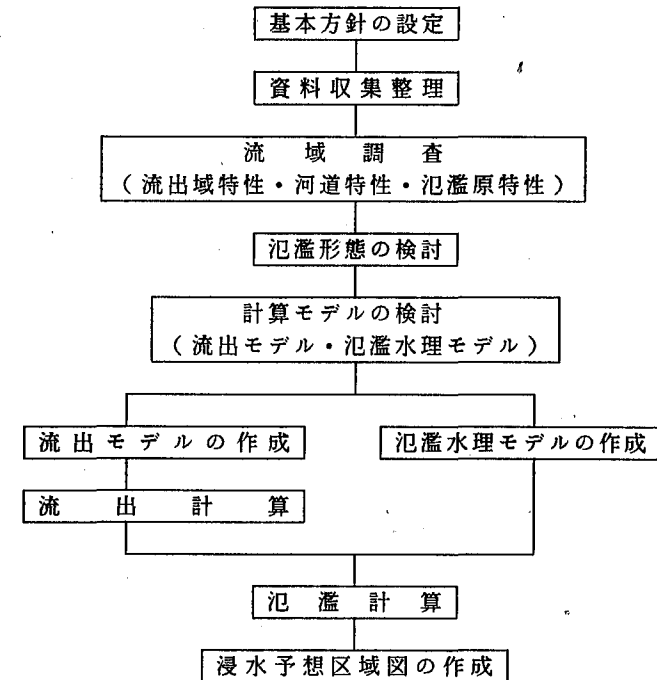 基本方針の設定
資料収集整理
流域調査
（流出域特性・河道特性・氾濫原特性）
氾濫形態の検討
計算モデルの検討
（流出モデル・氾濫水理モデル）
流出モデルの作成
氾濫水理モデルの作成
流出計算
氾濫計算
浸水予想区域図の作成